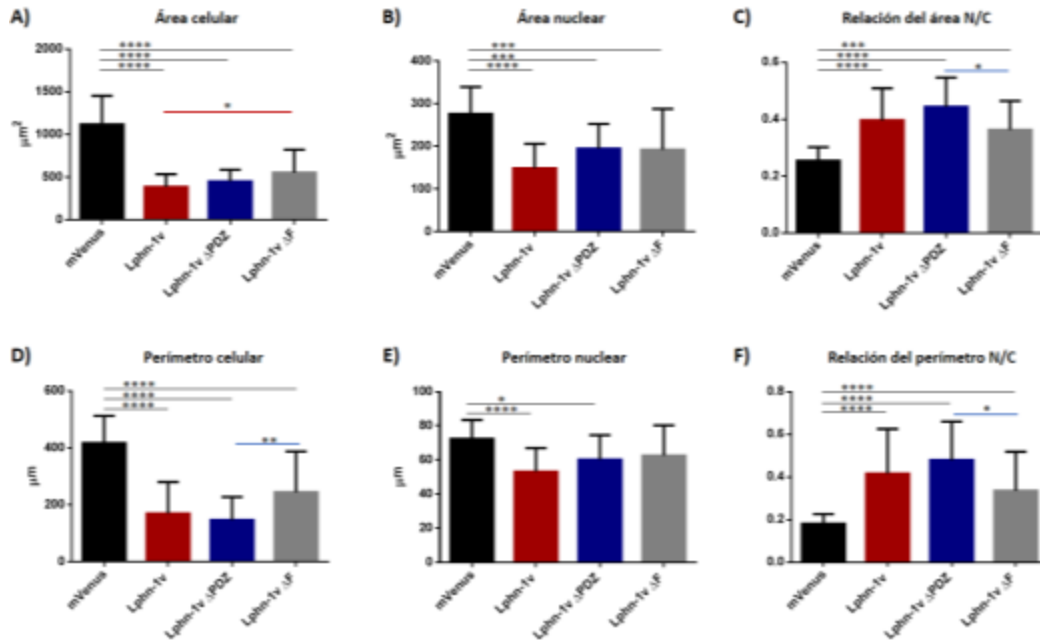 A) Área celular
****
****
****
*
2000
1500
1000
500
0
μm²
mVenus
Lphn-1v
Lphn-1v ΔPDZ
Lphn-1v ΔF
B) Área nuclear
***
***
****
400
300
200
100
0
μm²
mVenus
Lphn-1v
Lphn-1v ΔPDZ
Lphn-1v ΔF
C) Relación del área N/C
***
****
****
*
0.6
0.4
0.2
0.0
mVenus
Lphn-1v
Lphn-1v ΔPDZ
Lphn-1v ΔF
D) Perímetro celular
****
****
****
**
600
400
200
0
μm
mVenus
Lphn-1v
Lphn-1v ΔPDZ
Lphn-1v ΔF
E) Perímetro nuclear
*
****
100
80
60
40
20
0
μm
mVenus
Lphn-1v
Lphn-1v ΔPDZ
Lphn-1v ΔF
F) Relación del perímetro N/C
****
****
****
*
0.8
0.6
0.4
0.2
0.0
mVenus
Lphn-1v
Lphn-1v ΔPDZ
Lphn-1v ΔF